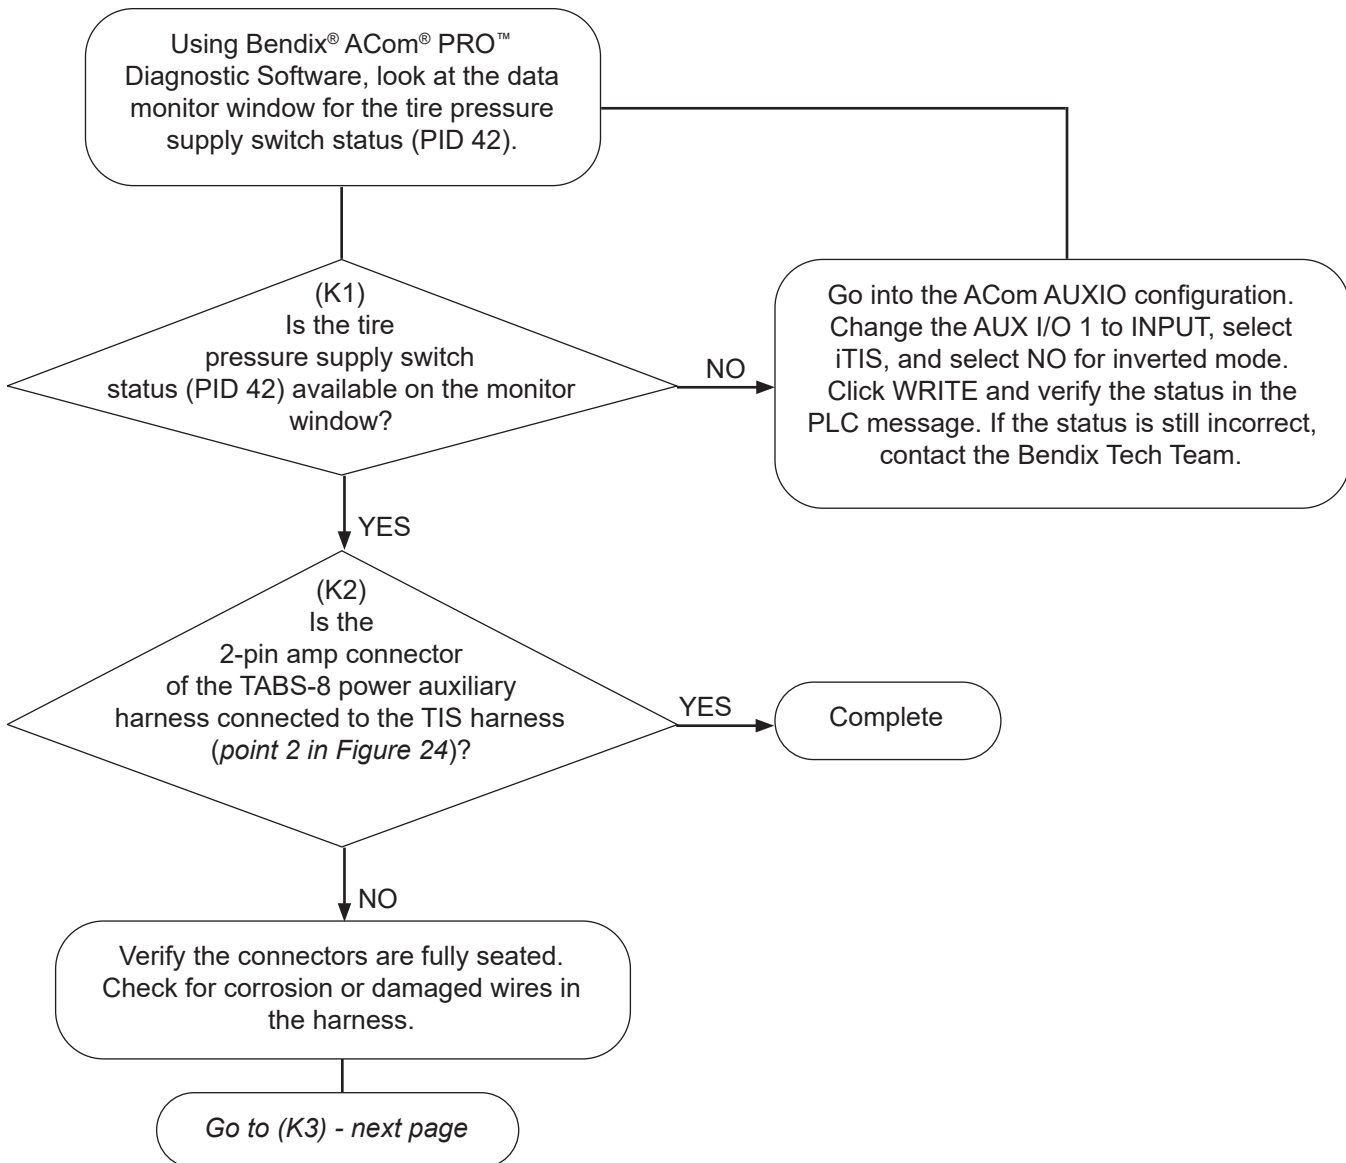 Using Bendix® ACom® PRO™
Diagnostic Software, look at the data
monitor window for the tire pressure
supply switch status (PID 42).
(K1)
Is the tire
pressure supply switch
status (PID 42) available on the monitor
window?
NO
Go into the ACom AUXIO configuration.
Change the AUX I/O 1 to INPUT, select
iTIS, and select NO for inverted mode.
Click WRITE and verify the status in the
PLC message. If the status is still incorrect,
contact the Bendix Tech Team.
YES
(K2)
Is the
2-pin amp connector
of the TABS-8 power auxiliary
harness connected to the TIS harness
(point 2 in Figure 24)?
YES
Complete
NO
Verify the connectors are fully seated.
Check for corrosion or damaged wires in
the harness.
Go to (K3) - next page